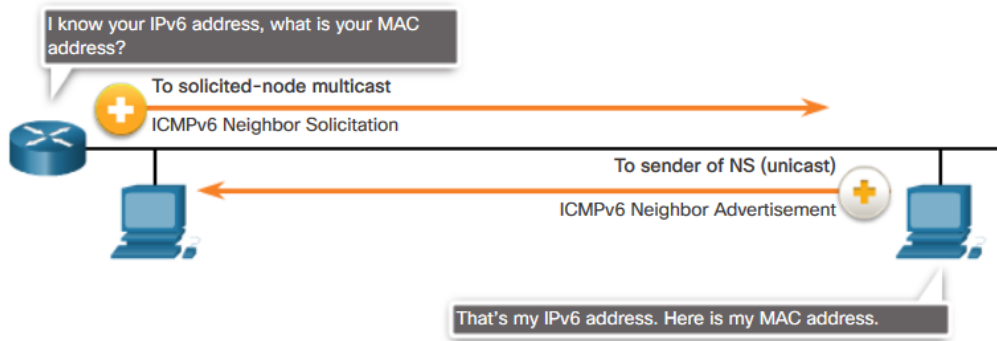 I know your IPv6 address, what is your MAC
address?
To solicited-node multicast
ICMPv6 Neighbor Solicitation
To sender of NS (unicast)
ICMPv6 Neighbor Advertisement
That's my IPv6 address. Here is my MAC address.